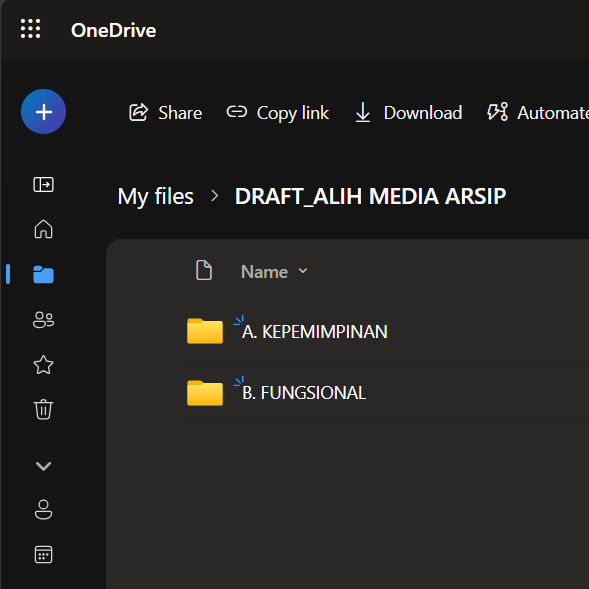 OneDrive
Share Copy link Download Automate
My files > DRAFT_ALIH MEDIA ARSIP
Name
A. KEPEMIMPINAN
B. FUNGSIONAL